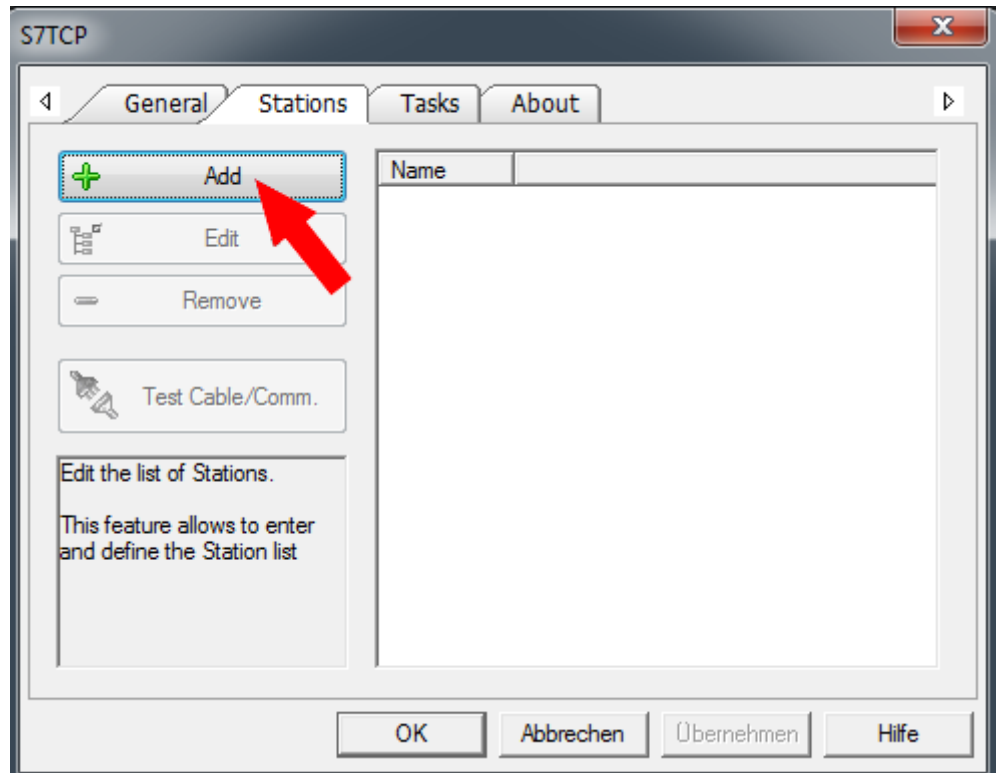 S7TCP
General Stations Tasks About
Add
Edit
Remove
Test Cable/Comm.
Edit the list of Stations.
This feature allows to enter
and define the Station list
Name
OK Abbrechen Übernehmen Hilfe